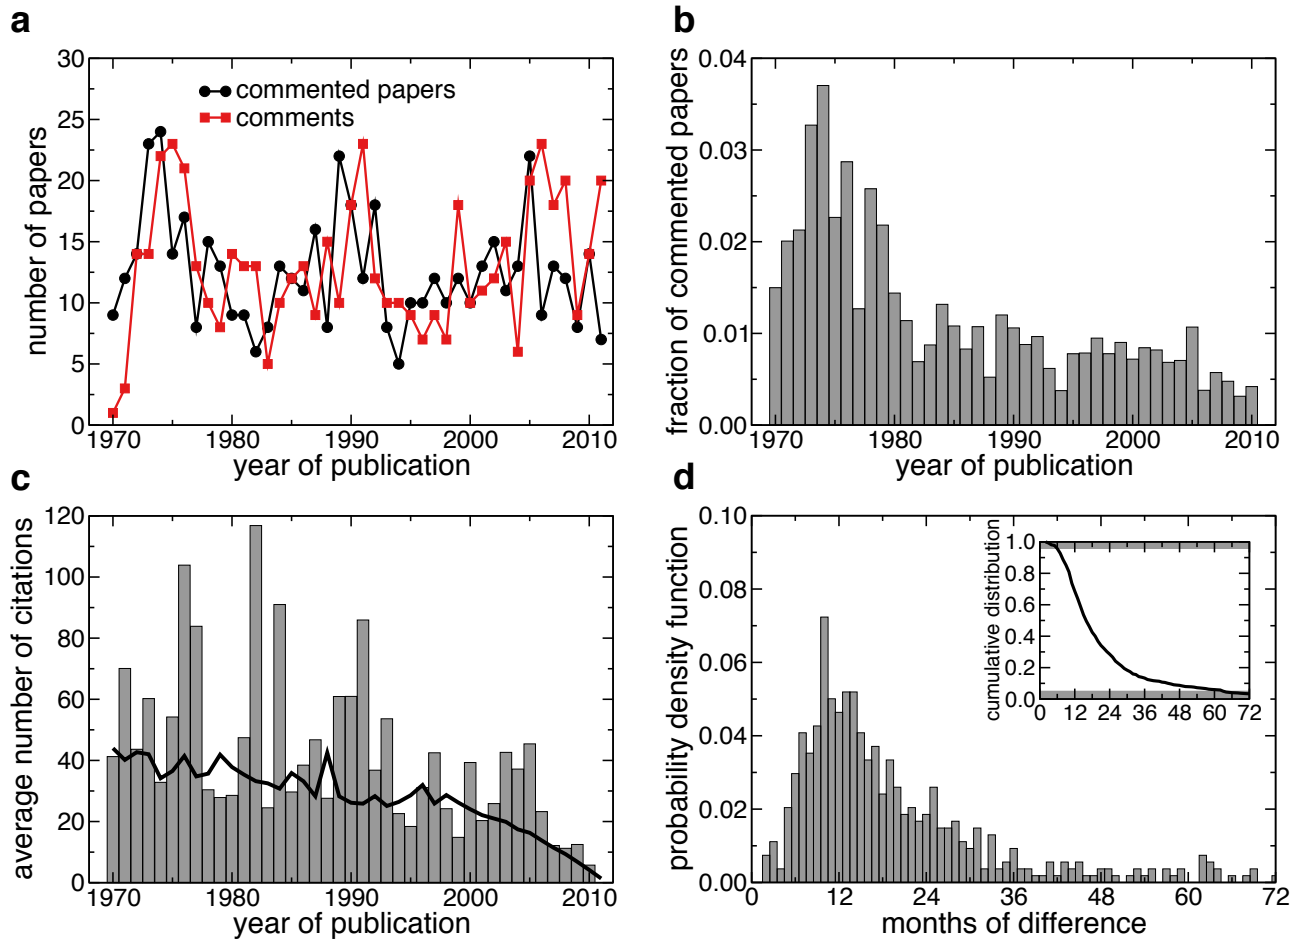 a
number of papers
30
25
20
15
10
5
0
commented papers
comments
1970 1980 1990 2000 2010
year of publication
b
fraction of commented papers
0.04
0.03
0.02
0.01
0.00
1970 1980 1990 2000 2010
year of publication
c
average number of citations
120
100
80
60
40
20
0
1970 1980 1990 2000 2010
year of publication
d
probability density function
0.10
0.08
0.06
0.04
0.02
0.00
0 12 24 36 48 60 72
months of difference
cumulative distribution
1.0
0.8
0.6
0.4
0.2
0.0
0 12 24 36 48 60 72